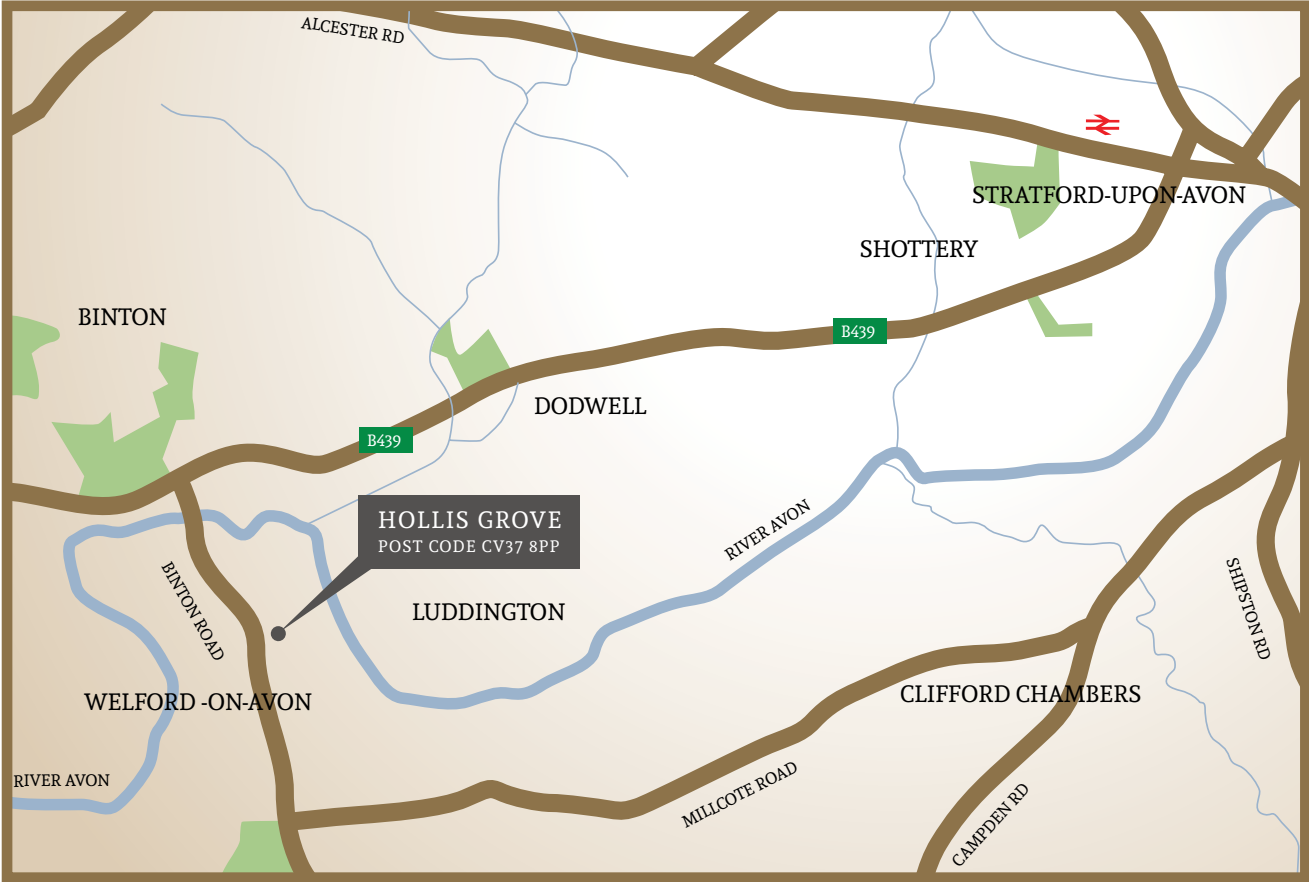 ALCESTER RD
STRATFORD-UPON-AVON
SHOTTERY
BINTON
B439
DODWELL
B439
HOLLIS GROVE
POST CODE CV37 8PP
RIVER AVON
BINTON ROAD
LUDDINGTON
SHIPSTON RD
WELFORD -ON-AVON
CLIFFORD CHAMBERS
RIVER AVON
MILLCOTE ROAD
CAMPDEN RD